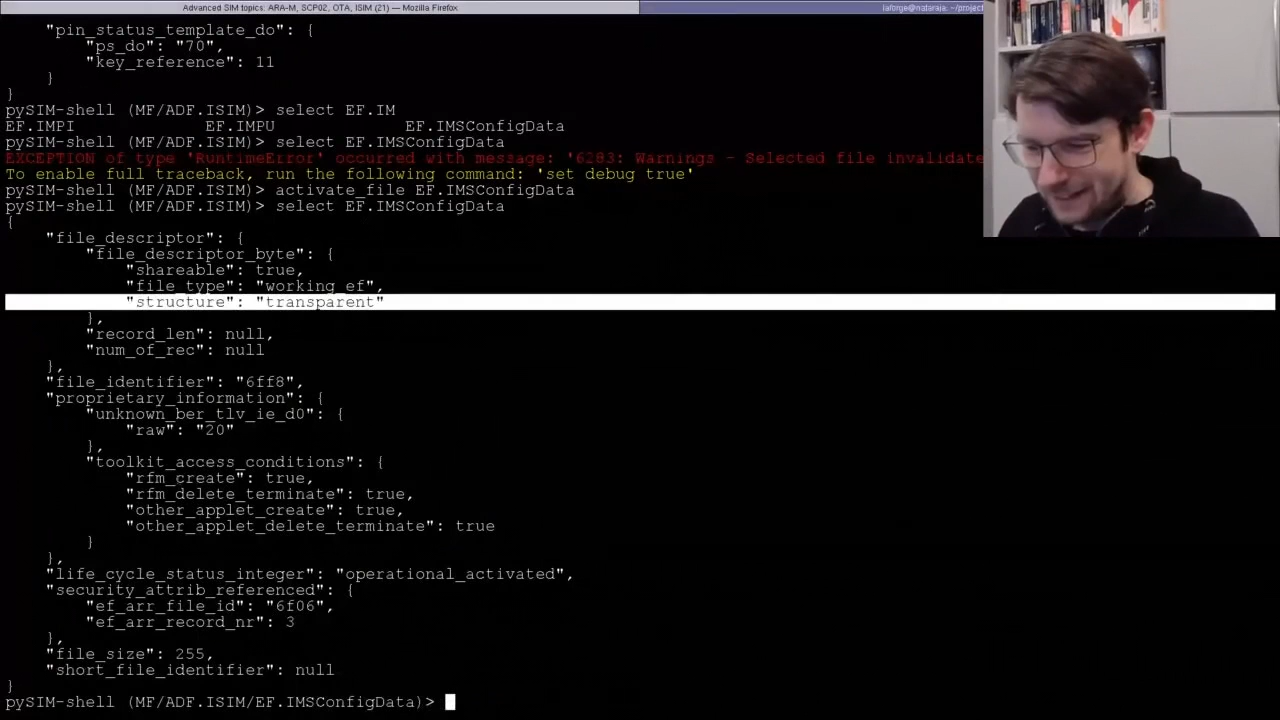 Advanced SIM topics: ARA-M, SCP02, OTA, ISIM (21) — Mozilla Firefox
laforge@nataraja: ~/project
"pin_status_template_do": {
"ps_do": "70",
"key_reference": 11
}
}
pySIM-shell (MF/ADF.ISIM)> select EF.IM
EF.IMPI EF.IMPU EF.IMSConfigData
pySIM-shell (MF/ADF.ISIM)> select EF.IMSConfigData
EXCEPTION of type 'RuntimeError' occurred with message: '6283: Warnings - Selected file invalidate
To enable full traceback, run the following command: 'set debug true'
pySIM-shell (MF/ADF.ISIM)> activate_file EF.IMSConfigData
pySIM-shell (MF/ADF.ISIM)> select EF.IMSConfigData
{
"file_descriptor": {
"file_descriptor_byte": {
"shareable": true,
"file_type": "working_ef",
"structure": "transparent"
},
"record_len": null,
"num_of_rec": null
},
"file_identifier": "6ff8",
"proprietary_information": {
"unknown_ber_tlv_ie_d0": {
"raw": "20"
},
"toolkit_access_conditions": {
"rfm_create": true,
"rfm_delete_terminate": true,
"other_applet_create": true,
"other_applet_delete_terminate": true
}
},
"life_cycle_status_integer": "operational_activated",
"security_attrib_referenced": {
"ef_arr_file_id": "6f06",
"ef_arr_record_nr": 3
},
"file_size": 255,
"short_file_identifier": null
}
pySIM-shell (MF/ADF.ISIM/EF.IMSConfigData)>